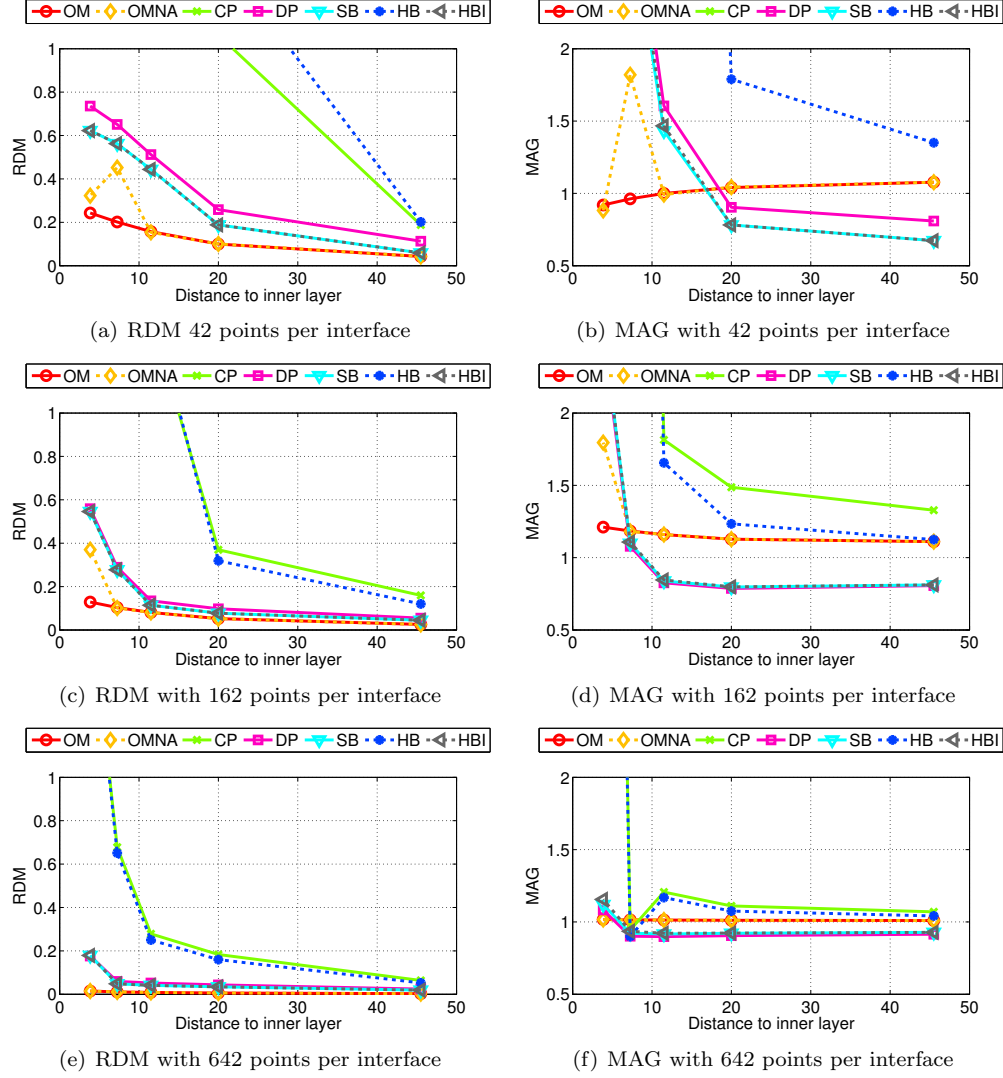 OM OMNA CP DP SB HB HBI
OM OMNA CP DP SB HB HBI
1
0.8
0.6
0.4
0.2
0
RDM
0 10 20 30 40 50
Distance to inner layer
(a) RDM 42 points per interface
2
1.5
1
0.5
MAG
0 10 20 30 40 50
Distance to inner layer
(b) MAG with 42 points per interface
OM OMNA CP DP SB HB HBI
OM OMNA CP DP SB HB HBI
1
0.8
0.6
0.4
0.2
0
RDM
0 10 20 30 40 50
Distance to inner layer
(c) RDM with 162 points per interface
2
1.5
1
0.5
MAG
0 10 20 30 40 50
Distance to inner layer
(d) MAG with 162 points per interface
OM OMNA CP DP SB HB HBI
OM OMNA CP DP SB HB HBI
1
0.8
0.6
0.4
0.2
0
RDM
0 10 20 30 40 50
Distance to inner layer
(e) RDM with 642 points per interface
2
1.5
1
0.5
MAG
0 10 20 30 40 50
Distance to inner layer
(f) MAG with 642 points per interface